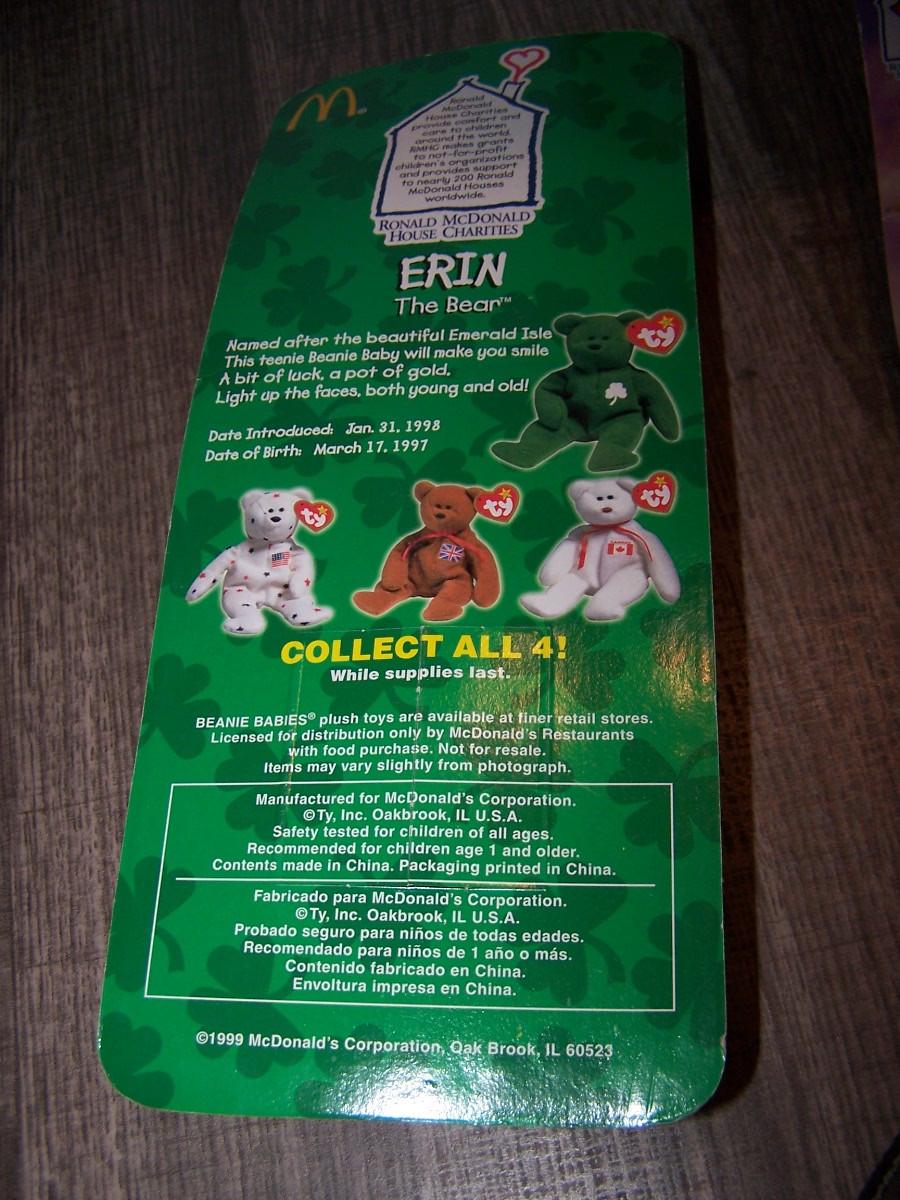 Ronald
McDonald
House Charities
provide comfort and
care to children
around the world.
RMHC makes grants
to not-for-profit
children's organizations
and provides support
to nearly 200 Ronald
McDonald Houses
worldwide.
RONALD MCDONALD
HOUSE CHARITIES
ERIN
The Bear™
Named after the beautiful Emerald Isle
This teenie Beanie Baby will make you smile
A bit of luck, a pot of gold,
Light up the faces, both young and old!
ty
Date Introduced: Jan. 31, 1998
Date of Birth: March 17, 1997
ty
ty
ty
COLLECT ALL 4!
While supplies last.
BEANIE BABIES® plush toys are available at finer retail stores.
Licensed for distribution only by McDonald's Restaurants
with food purchase. Not for resale.
Items may vary slightly from photograph.
Manufactured for McDonald's Corporation.
©Ty, Inc. Oakbrook, IL U.S.A.
Safety tested for children of all ages.
Recommended for children age 1 and older.
Contents made in China. Packaging printed in China.
Fabricado para McDonald's Corporation.
©Ty, Inc. Oakbrook, IL U.S.A.
Probado seguro para niños de todas edades.
Recomendado para niños de 1 año o más.
Contenido fabricado en China.
Envoltura impresa en China.
©1999 McDonald's Corporation, Oak Brook, IL 60523